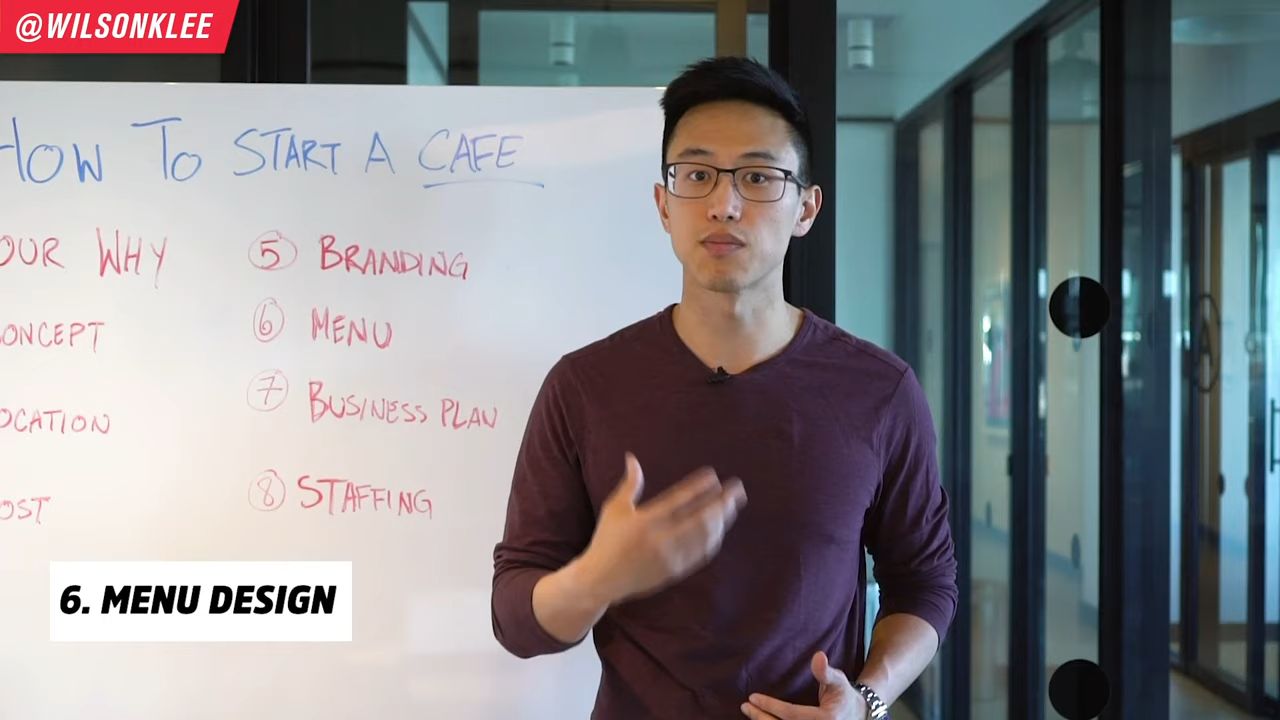 @WILSONKLEE
HOW TO START A CAFE
OUR WHY
ONCEPT
OCATION
OST
5 BRANDING
6 MENU
7 BUSINESS PLAN
8 STAFFING
6. MENU DESIGN